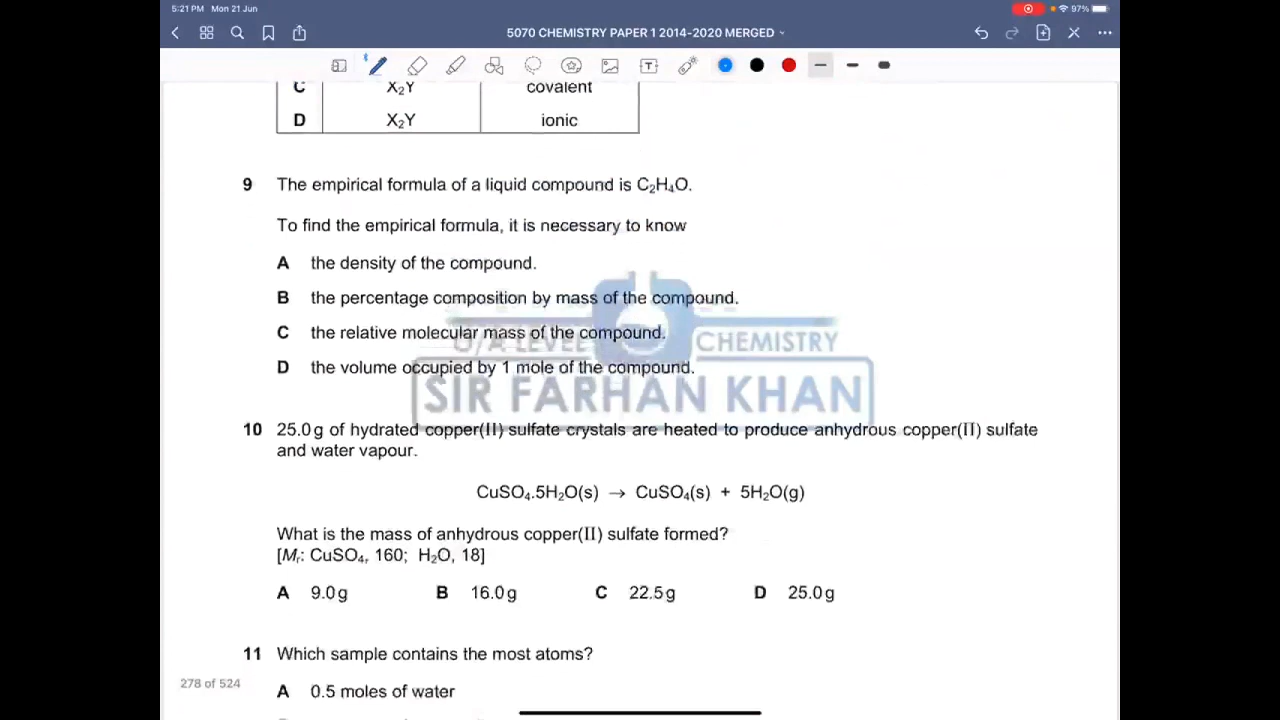 5:21 PM Mon 21 Jun
97%
5070 CHEMISTRY PAPER 1 2014-2020 MERGED
C X₂Y covalent
D X₂Y ionic
9 The empirical formula of a liquid compound is C₂H₄O.
To find the empirical formula, it is necessary to know
A the density of the compound.
B the percentage composition by mass of the compound.
C the relative molecular mass of the compound.
O/A LEVEL CHEMISTRY
D the volume occupied by 1 mole of the compound.
SIR FARHAN KHAN
10 25.0 g of hydrated copper(II) sulfate crystals are heated to produce anhydrous copper(II) sulfate
and water vapour.
CuSO₄.5H₂O(s) → CuSO₄(s) + 5H₂O(g)
What is the mass of anhydrous copper(II) sulfate formed?
[Mᵣ: CuSO₄, 160; H₂O, 18]
A 9.0 g B 16.0 g C 22.5 g D 25.0 g
11 Which sample contains the most atoms?
278 of 524
A 0.5 moles of water